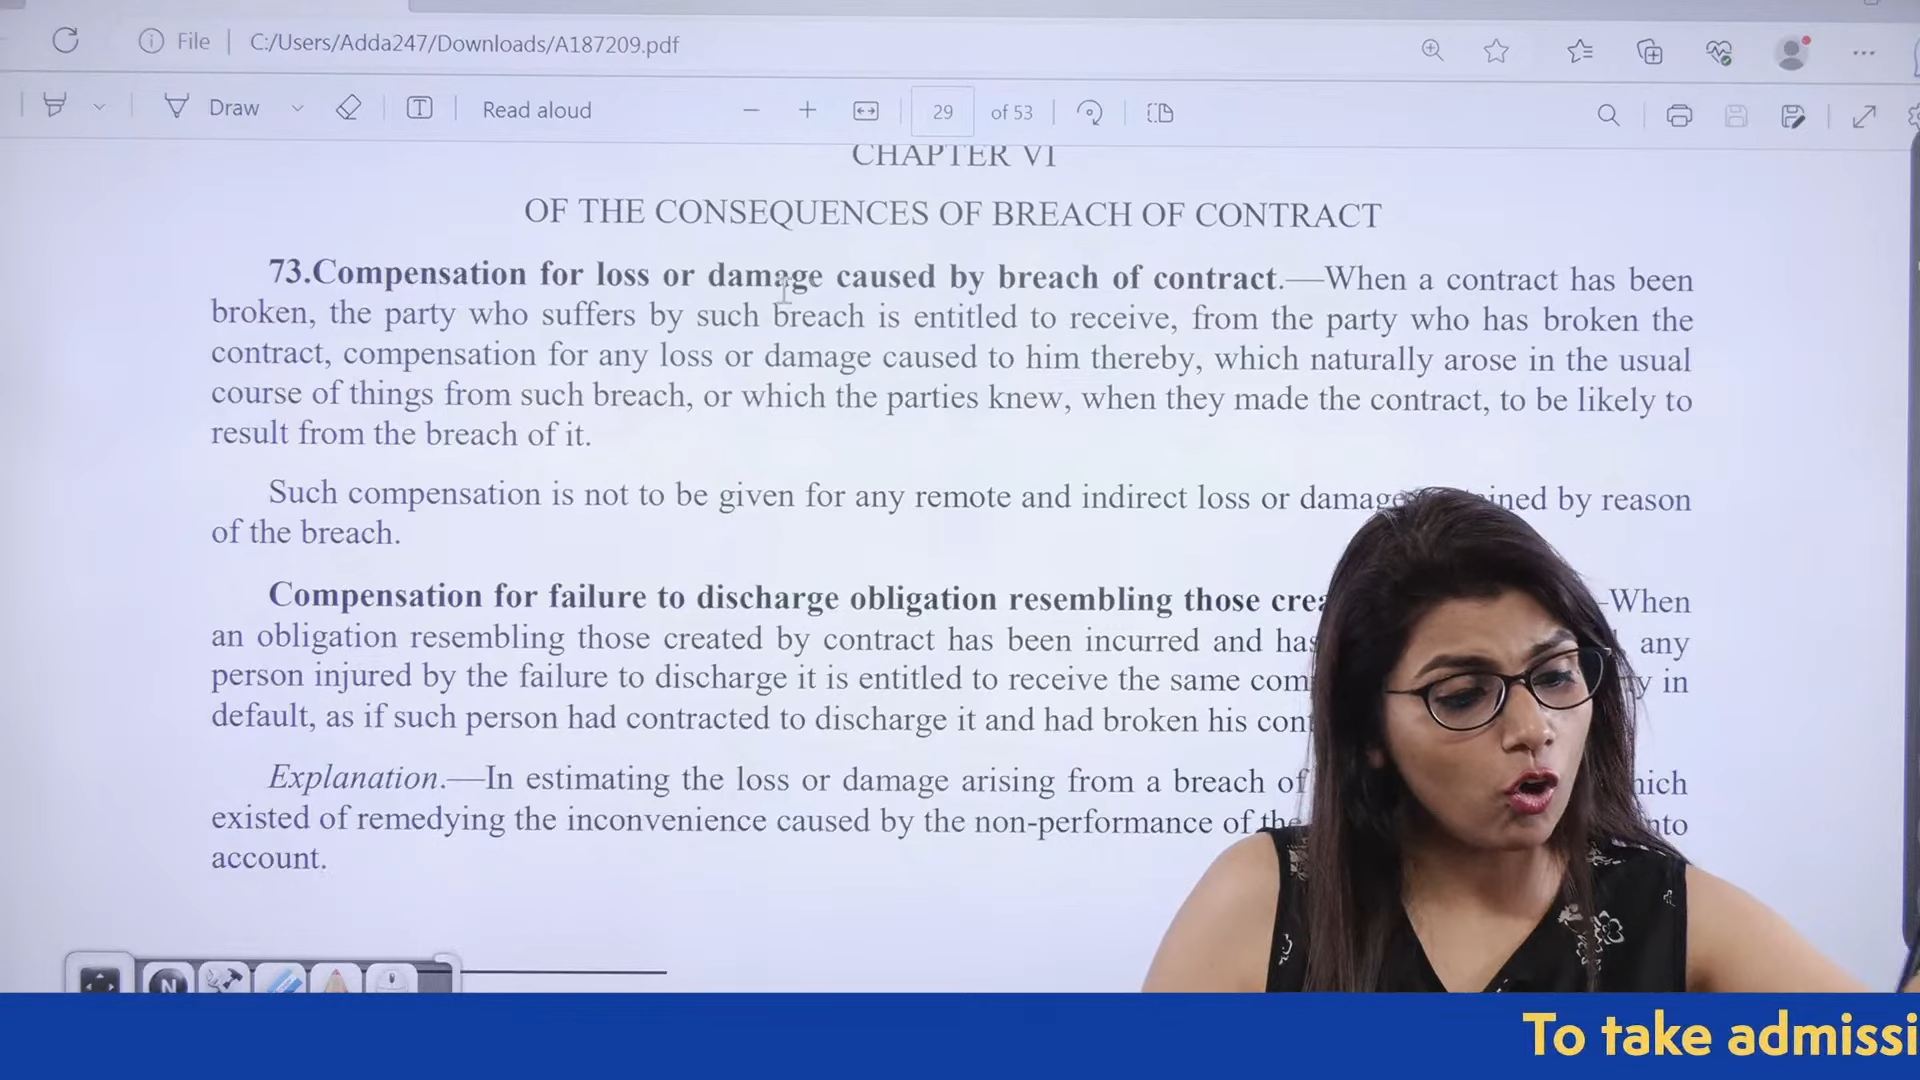 File C:/Users/Adda247/Downloads/A187209.pdf
Draw T Read aloud 29 of 53
CHAPTER VI
OF THE CONSEQUENCES OF BREACH OF CONTRACT
73.Compensation for loss or damage caused by breach of contract.—When a contract has been
broken, the party who suffers by such breach is entitled to receive, from the party who has broken the
contract, compensation for any loss or damage caused to him thereby, which naturally arose in the usual
course of things from such breach, or which the parties knew, when they made the contract, to be likely to
result from the breach of it.
Such compensation is not to be given for any remote and indirect loss or damage ined by reason
of the breach.
Compensation for failure to discharge obligation resembling those crea —When
an obligation resembling those created by contract has been incurred and has any
person injured by the failure to discharge it is entitled to receive the same com y in
default, as if such person had contracted to discharge it and had broken his cont
Explanation.—In estimating the loss or damage arising from a breach of hich
existed of remedying the inconvenience caused by the non-performance of the nto
account.
N
To take admissi